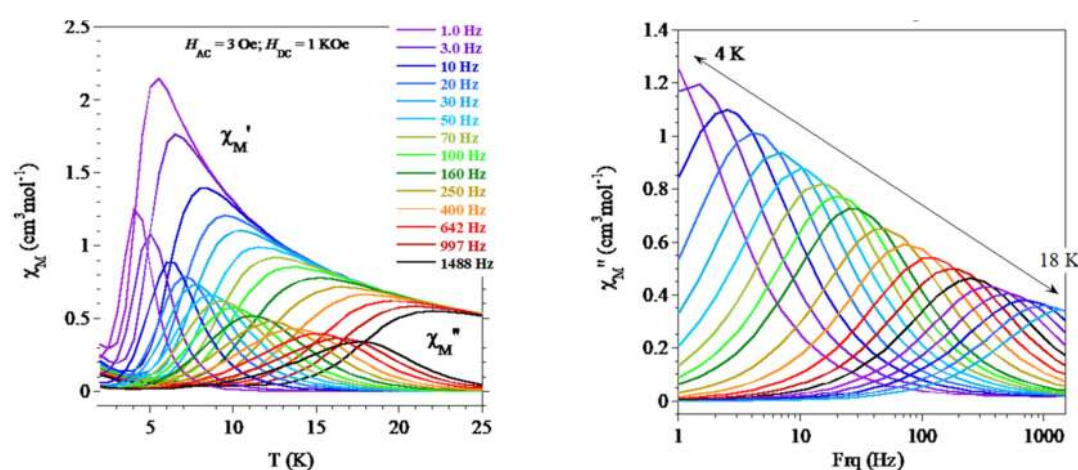 H_AC = 3 Oe; H_DC = 1 KOe
1.0 Hz
3.0 Hz
10 Hz
20 Hz
30 Hz
50 Hz
70 Hz
100 Hz
160 Hz
250 Hz
400 Hz
642 Hz
997 Hz
1488 Hz
χ_M'
χ_M"
χ_M (cm³mol⁻¹)
2.5
2
1.5
1
0.5
0
5
10
15
20
25
T (K)
4 K
18 K
χ_M" (cm³mol⁻¹)
1.4
1.2
1
0.8
0.6
0.4
0.2
0
1
10
100
1000
Frq (Hz)